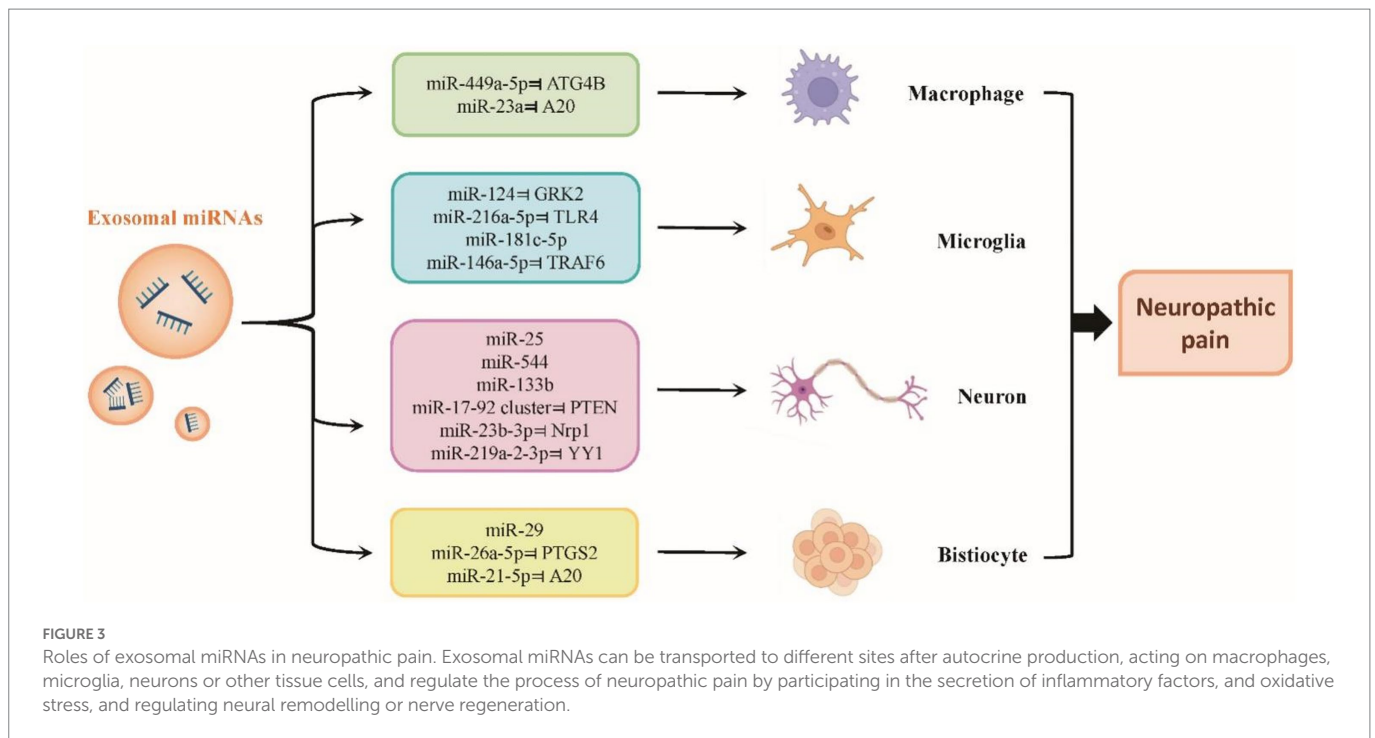 miR-449a-5p⫤ ATG4B
miR-23a⫤ A20
Macrophage
Exosomal miRNAs
miR-124⫤ GRK2
miR-216a-5p⫤ TLR4
miR-181c-5p
miR-146a-5p⫤ TRAF6
Microglia
miR-25
miR-544
miR-133b
miR-17-92 cluster⫤ PTEN
miR-23b-3p⫤ Nrp1
miR-219a-2-3p⫤ YY1
Neuron
miR-29
miR-26a-5p⫤ PTGS2
miR-21-5p⫤ A20
Bistiocyte
Neuropathic
pain
FIGURE 3
Roles of exosomal miRNAs in neuropathic pain. Exosomal miRNAs can be transported to different sites after autocrine production, acting on macrophages,
microglia, neurons or other tissue cells, and regulate the process of neuropathic pain by participating in the secretion of inflammatory factors, and oxidative
stress, and regulating neural remodelling or nerve regeneration.